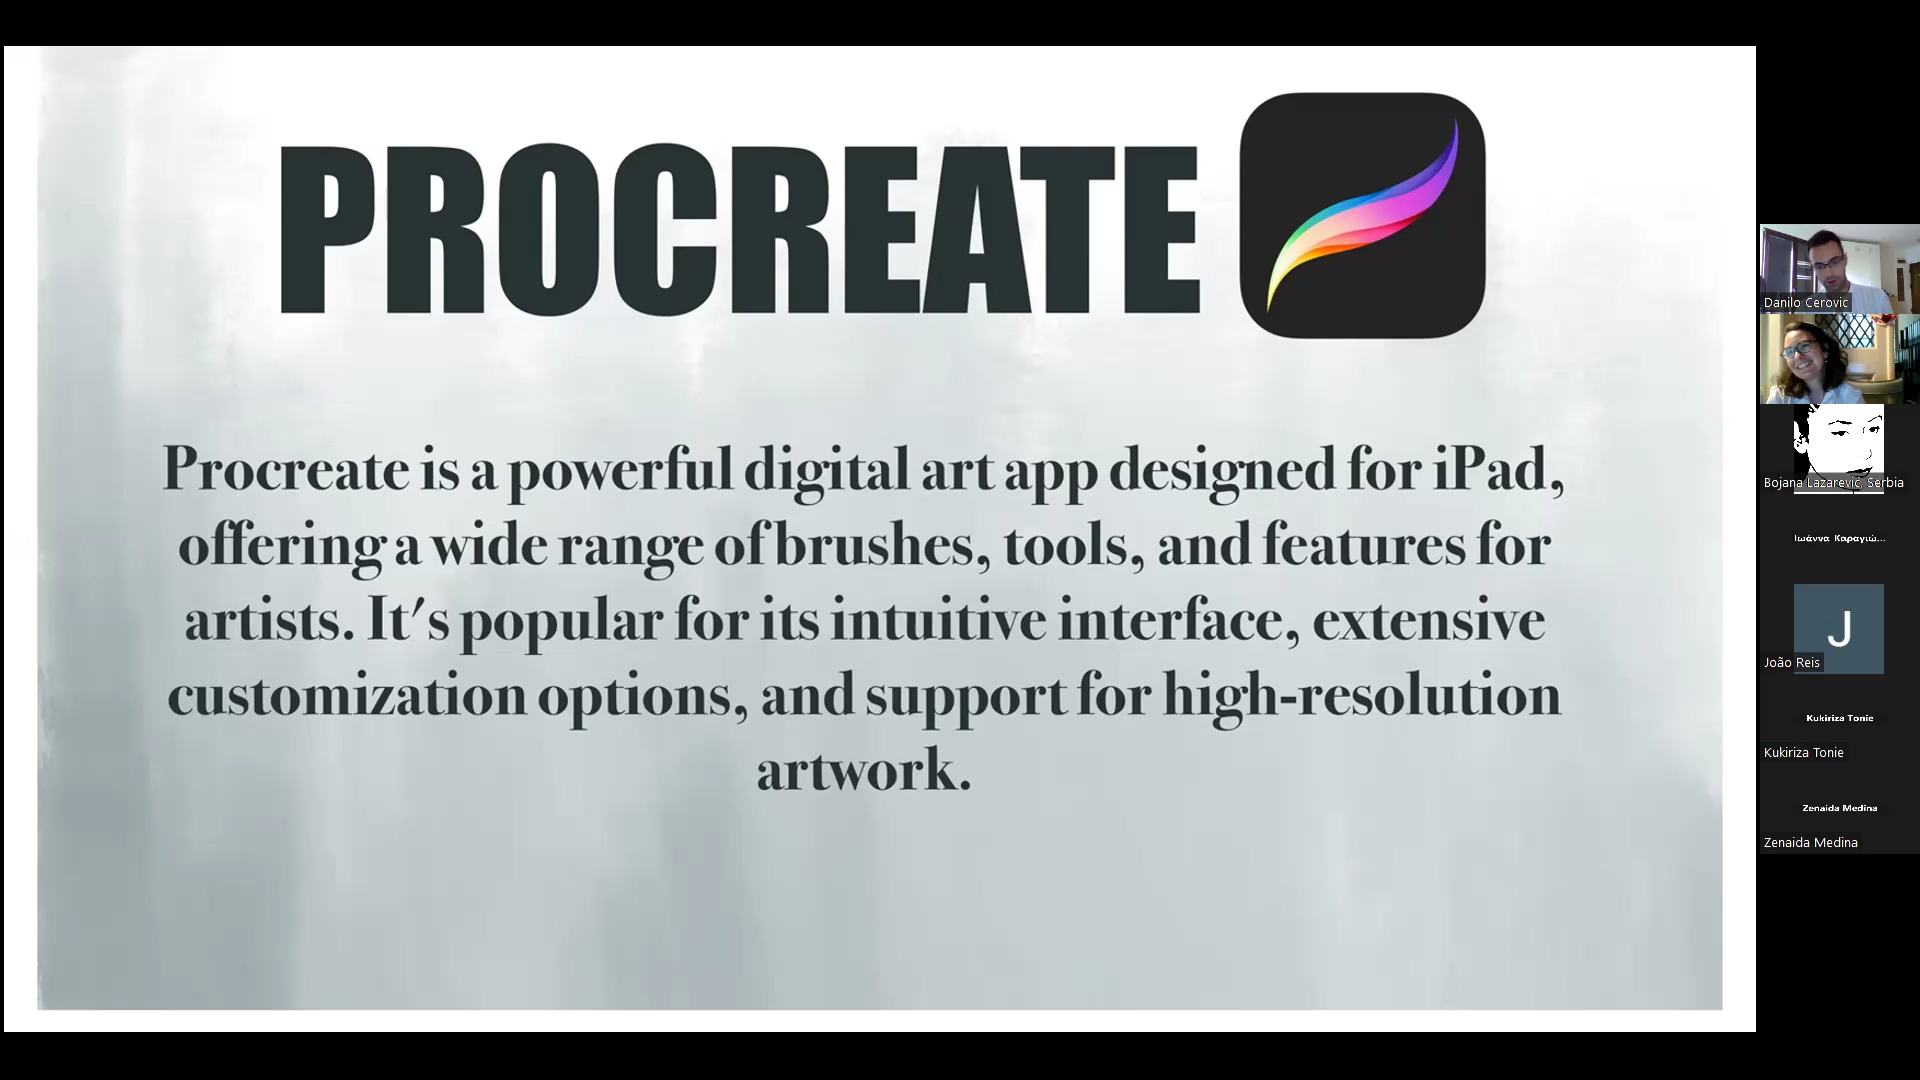 PROCREATE
Procreate is a powerful digital art app designed for iPad,
offering a wide range of brushes, tools, and features for
artists. It's popular for its intuitive interface, extensive
customization options, and support for high-resolution
artwork.
Danilo Cerovic
Bojana Lazarević, Serbia
Ιωάννα Καραγιώ...
J
João Reis
Kukiriza Tonie
Kukiriza Tonie
Zenaida Medina
Zenaida Medina